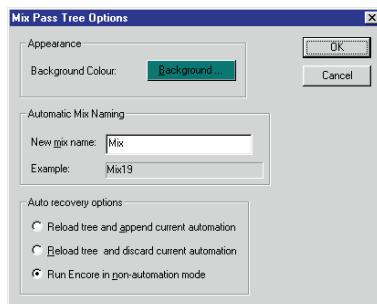 Mix Pass Tree Options
Appearance
Background Colour: Background ...
OK
Cancel
Automatic Mix Naming
New mix name: Mix
Example: Mix19
Auto recovery options
Reload tree and append current automation
Reload tree and discard current automation
Run Encore in non-automation mode